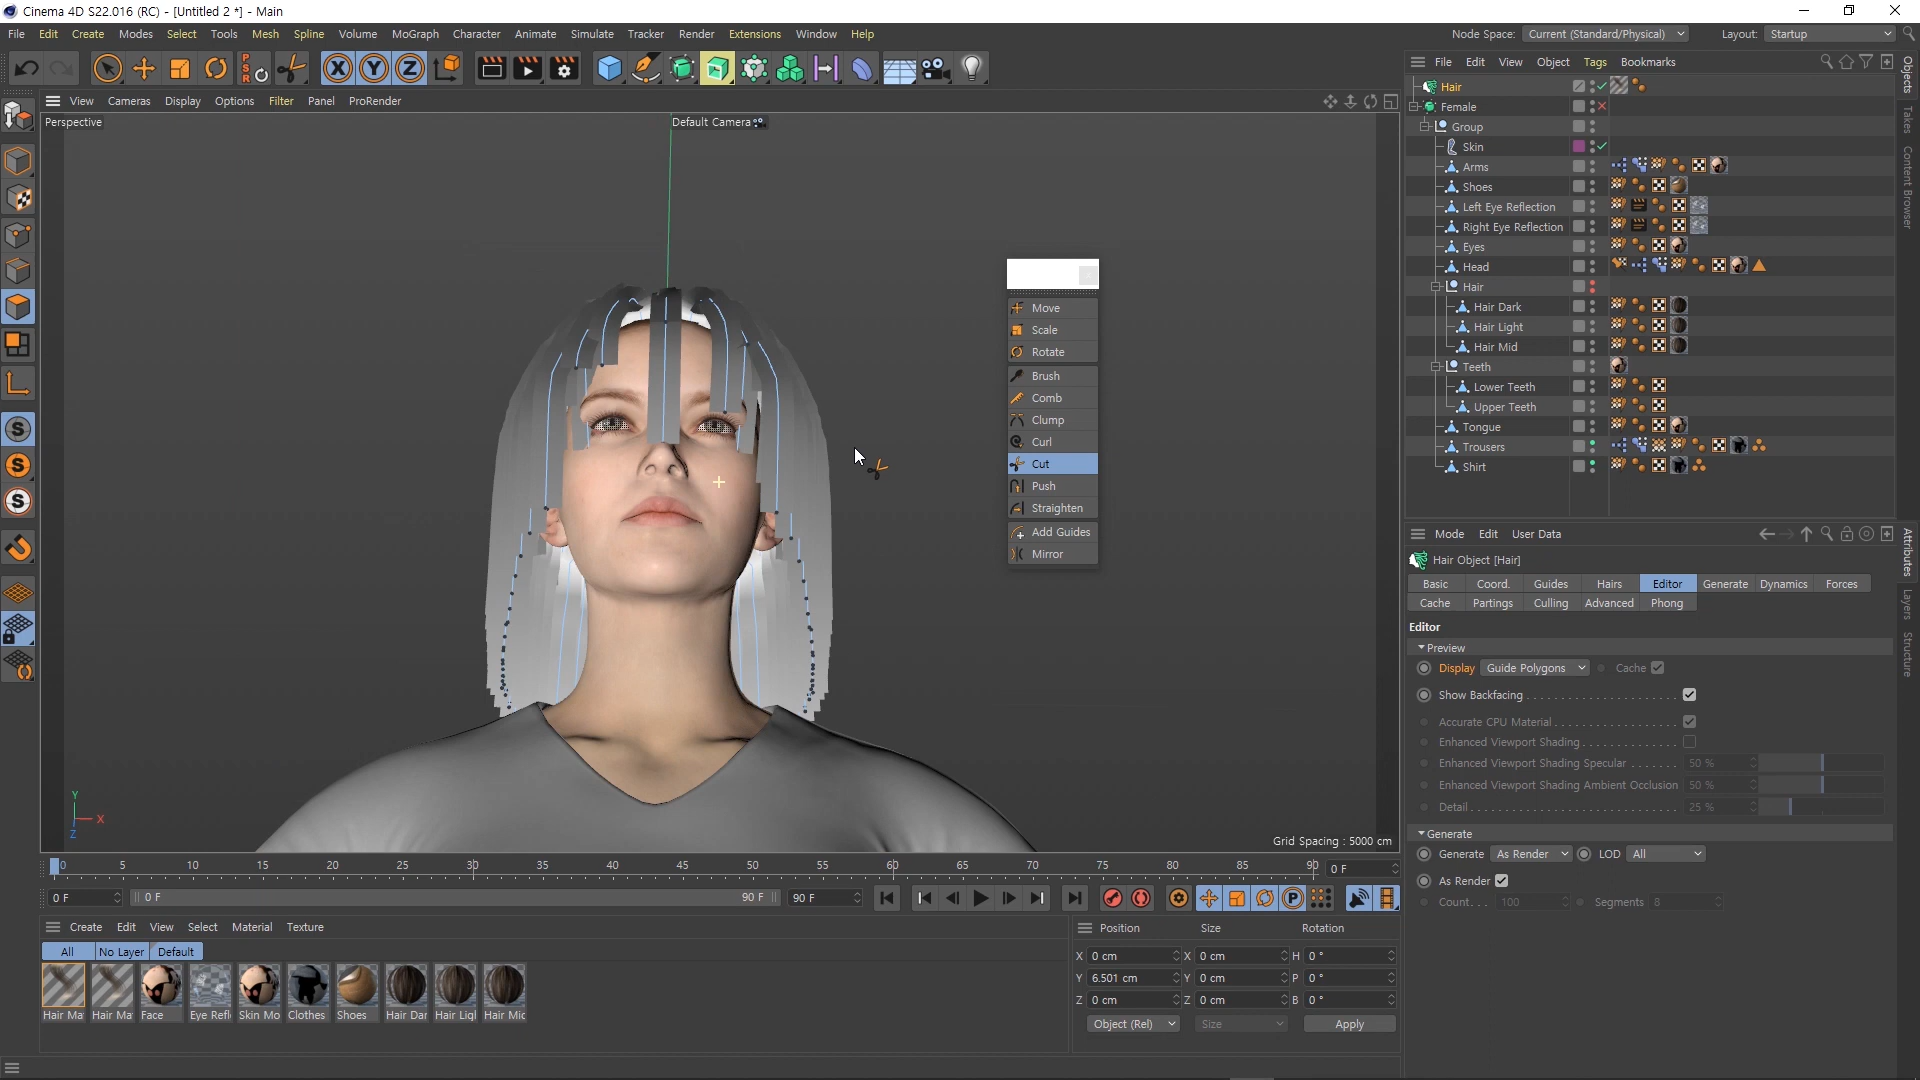 Cinema 4D S22.016 (RC) - [Untitled 2 *] - Main
File Edit Create Modes Select Tools Mesh Spline Volume MoGraph Character Animate Simulate Tracker Render Extensions Window Help
Node Space: Current (Standard/Physical) Layout: Startup
View Cameras Display Options Filter Panel ProRender
Perspective
Default Camera
Move
Scale
Rotate
Brush
Comb
Clump
Curl
Cut
Push
Straighten
Add Guides
Mirror
Y
X
Z
Grid Spacing : 5000 cm
0 5 10 15 20 25 30 35 40 45 50 55 60 65 70 75 80 85 90 0 F
0 F 0 F 90 F 90 F
Create Edit View Select Material Texture
All No Layer Default
Hair Ma Hair Ma Face Eye Refl Skin Mo Clothes Shoes Hair Dar Hair Ligl Hair Mic
Position Size Rotation
X 0 cm X 0 cm H 0 °
Y 6.501 cm Y 0 cm P 0 °
Z 0 cm Z 0 cm B 0 °
Object (Rel) Size Apply
File Edit View Object Tags Bookmarks
Hair
Female
Group
Skin
Arms
Shoes
Left Eye Reflection
Right Eye Reflection
Eyes
Head
Hair
Hair Dark
Hair Light
Hair Mid
Teeth
Lower Teeth
Upper Teeth
Tongue
Trousers
Shirt
Objects
Takes
Content Browser
Mode Edit User Data
Hair Object [Hair]
Basic Coord. Guides Hairs Editor Generate Dynamics Forces
Cache Partings Culling Advanced Phong
Editor
Preview
Display Guide Polygons Cache
Show Backfacing
Accurate CPU Material
Enhanced Viewport Shading
Enhanced Viewport Shading Specular 50 %
Enhanced Viewport Shading Ambient Occlusion 50 %
Detail 25 %
Generate
Generate As Render LOD All
As Render
Count. . . 100 Segments 8
Attributes
Layers
Structure